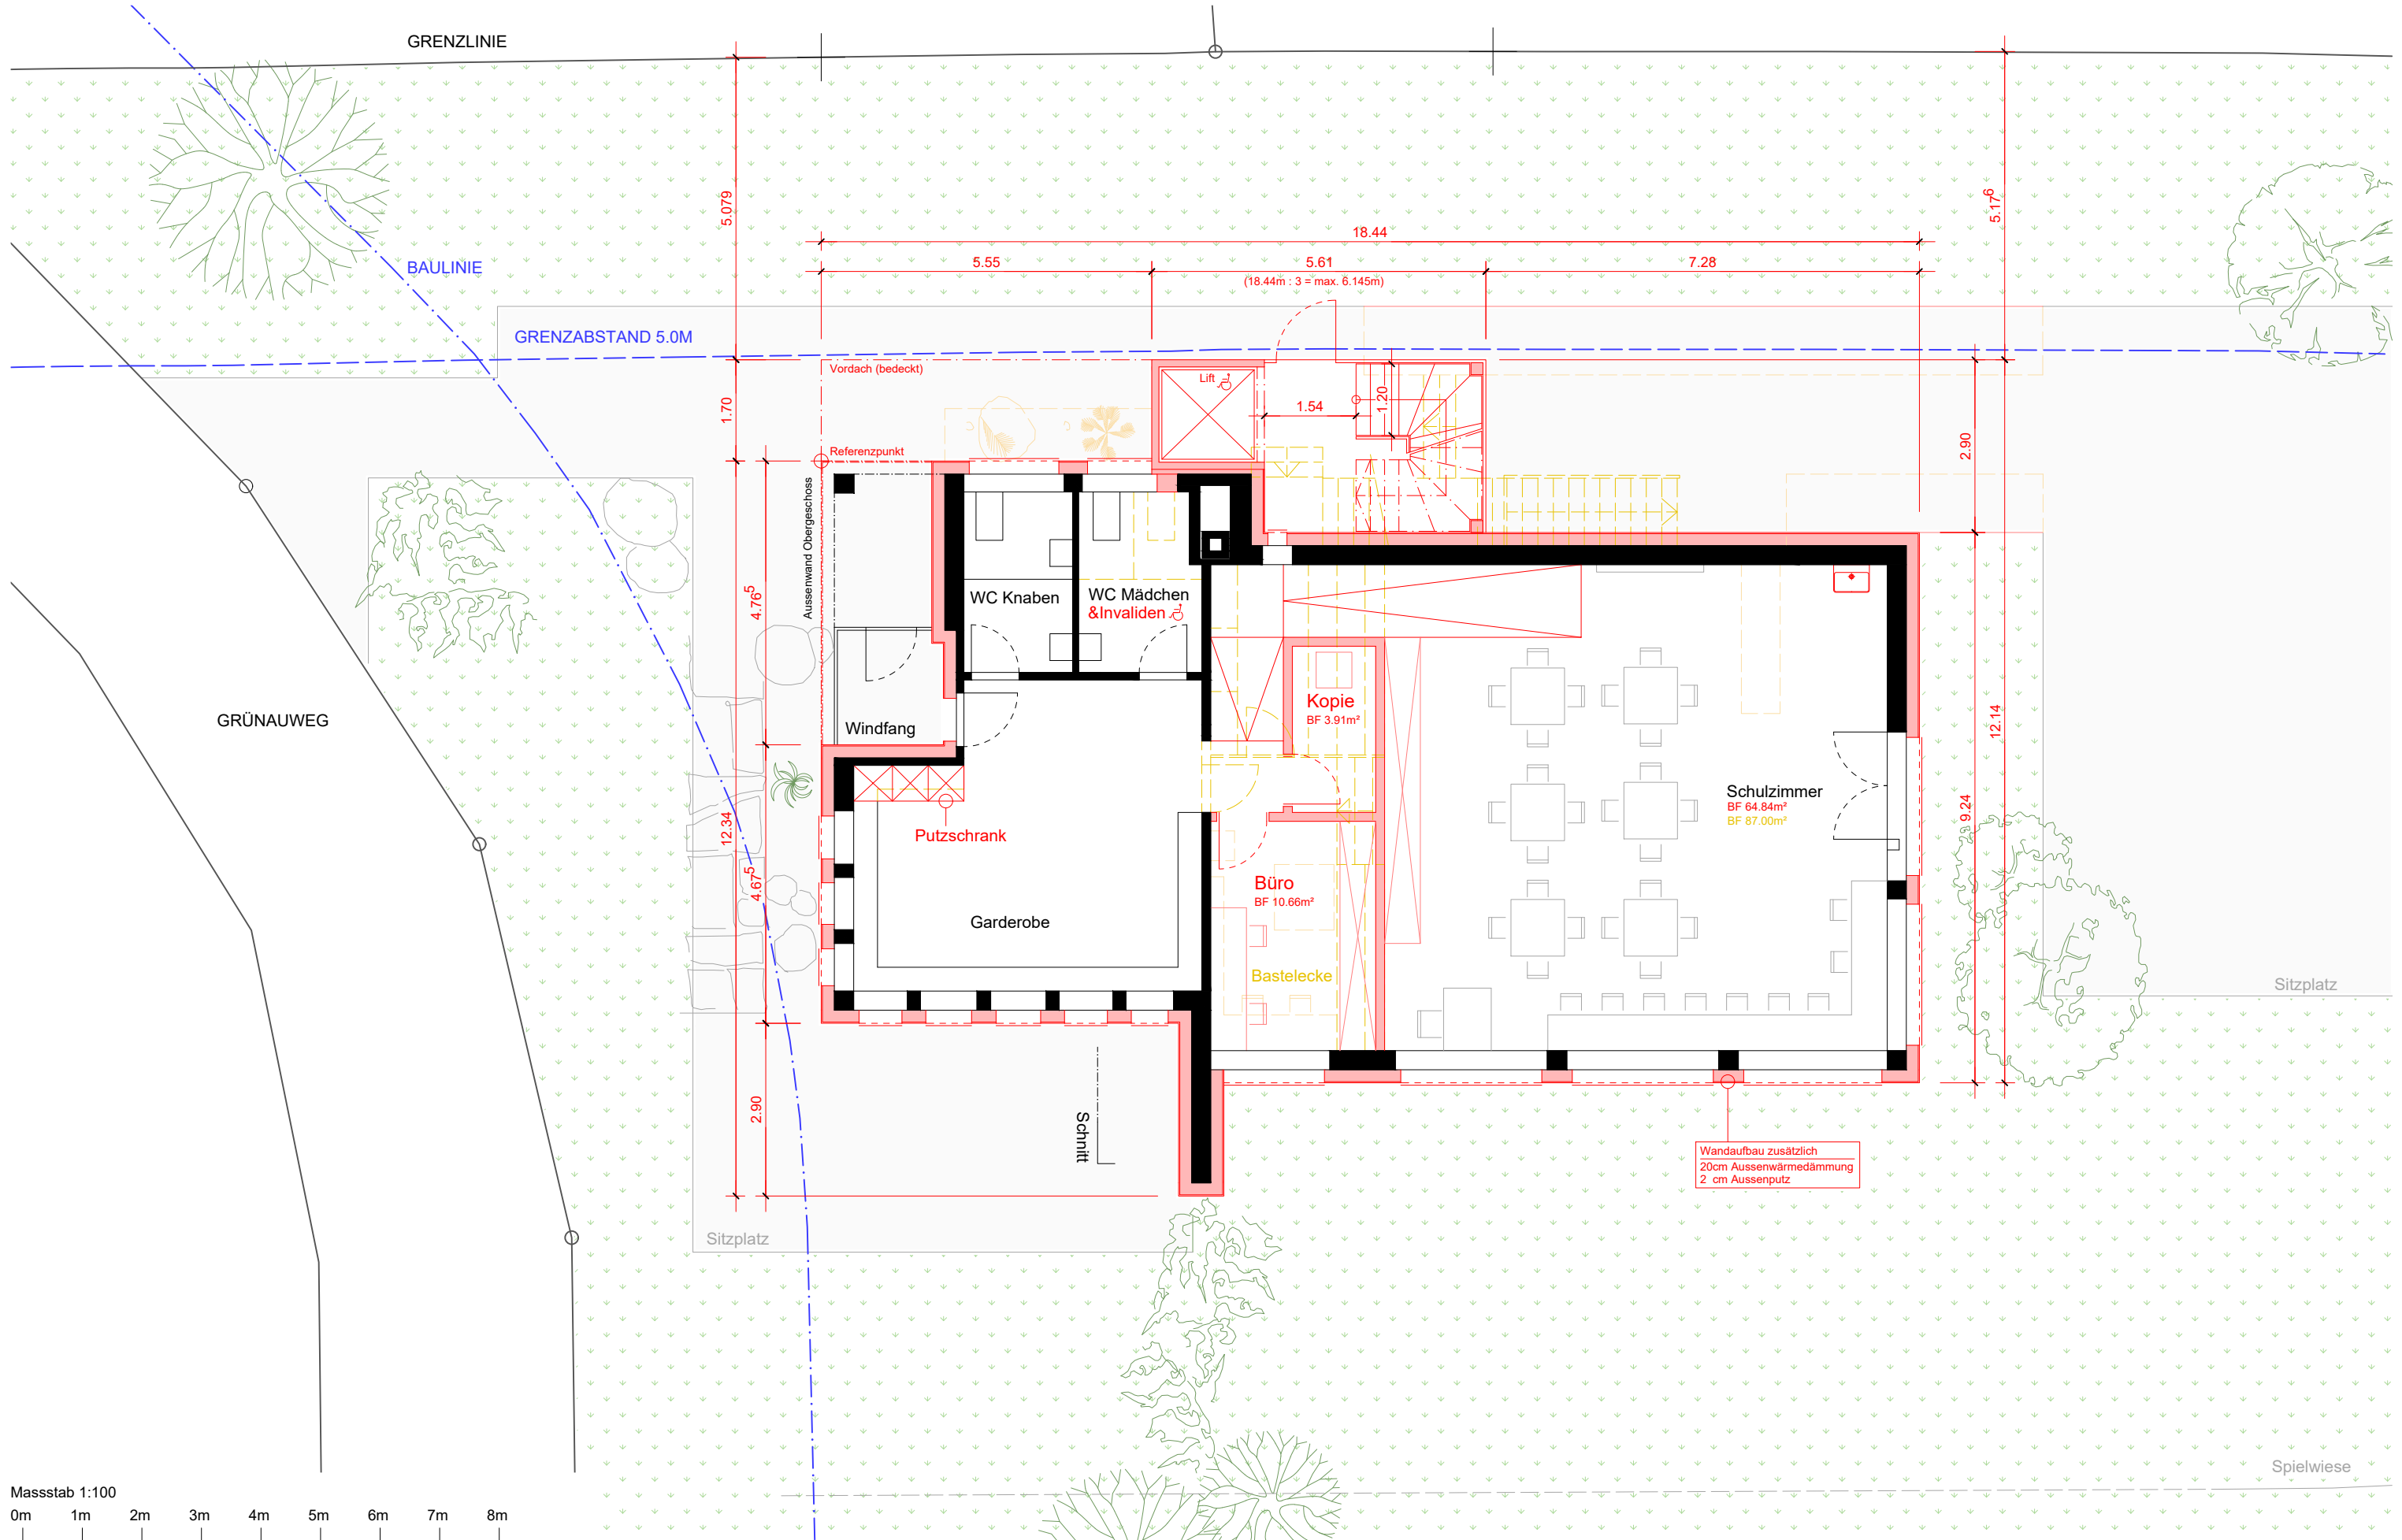 GRENZLINIE
5.079
5.17⁶
18.44
BAULINIE
5.55
5.61
7.28
(18.44m : 3 = max. 6.145m)
GRENZABSTAND 5.0M
Vordach (bedeckt)
Lift
1.20
1.54
1.70
2.90
Referenzpunkt
Aussenwand Obergeschoss
4.76⁵
WC Knaben
WC Mädchen
&Invaliden
Kopie
BF 3.91m²
GRÜNAUWEG
Windfang
12.14
Schulzimmer
BF 64.84m²
BF 87.00m²
9.24
12.34
Putzschrank
4.67⁵
Büro
BF 10.66m²
Garderobe
Bastelecke
Sitzplatz
2.90
Schnitt
Wandaufbau zusätzlich
20cm Aussenwärmedämmung
2 cm Aussenputz
Sitzplatz
Spielwiese
Massstab 1:100
0m 1m 2m 3m 4m 5m 6m 7m 8m